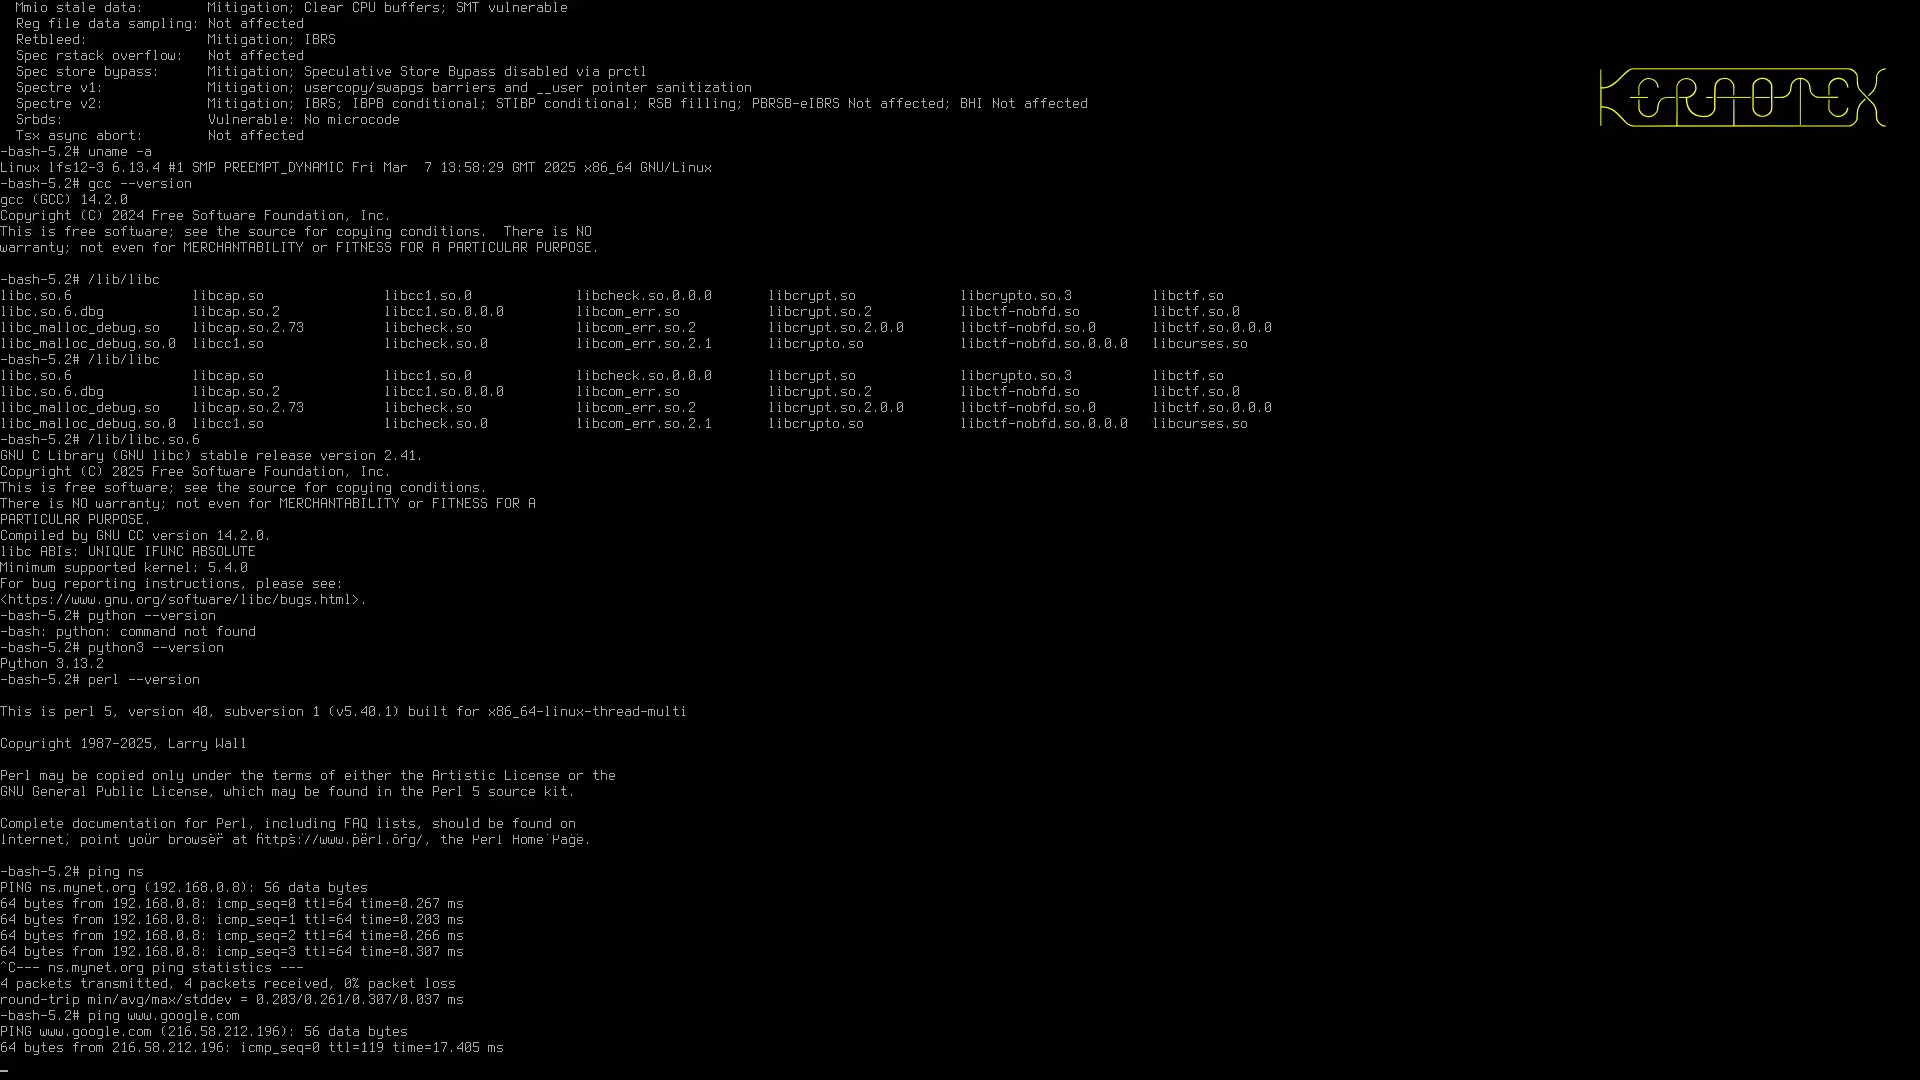 Mmio stale data:        Mitigation; Clear CPU buffers; SMT vulnerable
Reg file data sampling: Not affected
Retbleed:               Mitigation; IBRS
Spec rstack overflow:   Not affected
Spec store bypass:      Mitigation; Speculative Store Bypass disabled via prctl
Spectre v1:             Mitigation; usercopy/swapgs barriers and __user pointer sanitization
Spectre v2:             Mitigation; IBRS; IBPB conditional; STIBP conditional; RSB filling; PBRSB-eIBRS Not affected; BHI Not affected
Srbds:                  Vulnerable: No microcode
Tsx async abort:        Not affected
KERAOTEX
-bash-5.2# uname -a
Linux lfs12-3 6.13.4 #1 SMP PREEMPT_DYNAMIC Fri Mar  7 13:58:29 GMT 2025 x86_64 GNU/Linux
-bash-5.2# gcc --version
gcc (GCC) 14.2.0
Copyright (C) 2024 Free Software Foundation, Inc.
This is free software; see the source for copying conditions.  There is NO
warranty; not even for MERCHANTABILITY or FITNESS FOR A PARTICULAR PURPOSE.
-bash-5.2# /lib/libc
libc.so.6               libcap.so               libcc1.so.0             libcheck.so.0.0.0       libcrypt.so             libcrypto.so.3          libctf.so
libc.so.6.dbg           libcap.so.2             libcc1.so.0.0.0         libcom_err.so           libcrypt.so.2           libctf-nobfd.so         libctf.so.0
libc_malloc_debug.so    libcap.so.2.73          libcheck.so             libcom_err.so.2         libcrypt.so.2.0.0       libctf-nobfd.so.0       libctf.so.0.0.0
libc_malloc_debug.so.0  libcc1.so               libcheck.so.0           libcom_err.so.2.1       libcrypto.so            libctf-nobfd.so.0.0.0   libcurses.so
-bash-5.2# /lib/libc
libc.so.6               libcap.so               libcc1.so.0             libcheck.so.0.0.0       libcrypt.so             libcrypto.so.3          libctf.so
libc.so.6.dbg           libcap.so.2             libcc1.so.0.0.0         libcom_err.so           libcrypt.so.2           libctf-nobfd.so         libctf.so.0
libc_malloc_debug.so    libcap.so.2.73          libcheck.so             libcom_err.so.2         libcrypt.so.2.0.0       libctf-nobfd.so.0       libctf.so.0.0.0
libc_malloc_debug.so.0  libcc1.so               libcheck.so.0           libcom_err.so.2.1       libcrypto.so            libctf-nobfd.so.0.0.0   libcurses.so
-bash-5.2# /lib/libc.so.6
GNU C Library (GNU libc) stable release version 2.41.
Copyright (C) 2025 Free Software Foundation, Inc.
This is free software; see the source for copying conditions.
There is NO warranty; not even for MERCHANTABILITY or FITNESS FOR A
PARTICULAR PURPOSE.
Compiled by GNU CC version 14.2.0.
libc ABIs: UNIQUE IFUNC ABSOLUTE
Minimum supported kernel: 5.4.0
For bug reporting instructions, please see:
<https://www.gnu.org/software/libc/bugs.html>.
-bash-5.2# python --version
-bash: python: command not found
-bash-5.2# python3 --version
Python 3.13.2
-bash-5.2# perl --version
This is perl 5, version 40, subversion 1 (v5.40.1) built for x86_64-linux-thread-multi
Copyright 1987-2025, Larry Wall
Perl may be copied only under the terms of either the Artistic License or the
GNU General Public License, which may be found in the Perl 5 source kit.
Complete documentation for Perl, including FAQ lists, should be found on
Internet, point your browser at https://www.perl.org/, the Perl Home Page.
-bash-5.2# ping ns
PING ns.mynet.org (192.168.0.8): 56 data bytes
64 bytes from 192.168.0.8: icmp_seq=0 ttl=64 time=0.267 ms
64 bytes from 192.168.0.8: icmp_seq=1 ttl=64 time=0.203 ms
64 bytes from 192.168.0.8: icmp_seq=2 ttl=64 time=0.266 ms
64 bytes from 192.168.0.8: icmp_seq=3 ttl=64 time=0.307 ms
^C--- ns.mynet.org ping statistics ---
4 packets transmitted, 4 packets received, 0% packet loss
round-trip min/avg/max/stddev = 0.203/0.261/0.307/0.037 ms
-bash-5.2# ping www.google.com
PING www.google.com (216.58.212.196): 56 data bytes
64 bytes from 216.58.212.196: icmp_seq=0 ttl=119 time=17.405 ms